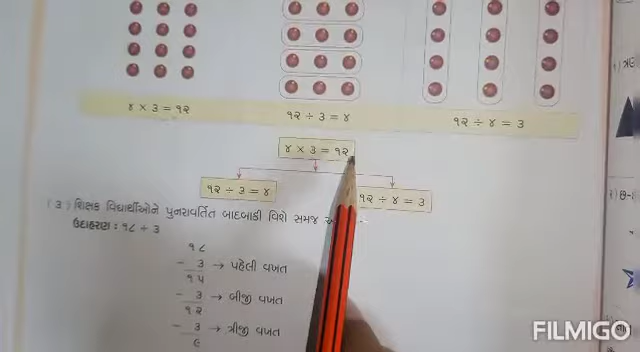 ૪ × ૩ = ૧૨
૧૨ ÷ ૩ = ૪
૧૨ ÷ ૪ = ૩
૪ × ૩ = ૧૨
૧૨ ÷ ૩ = ૪
૧૨ ÷ ૪ = ૩
(૩) શિક્ષક વિદ્યાર્થીઓને પુનરાવર્તિત બાદબાકી વિશે સમજ
ઉદાહરણ : ૧૮ ÷ ૩
૧૮
– ૩ → પહેલી વખત
૧૫
– ૩ → બીજી વખત
૧૨
– ૩ → ત્રીજી વખત
૯
FILMIGO